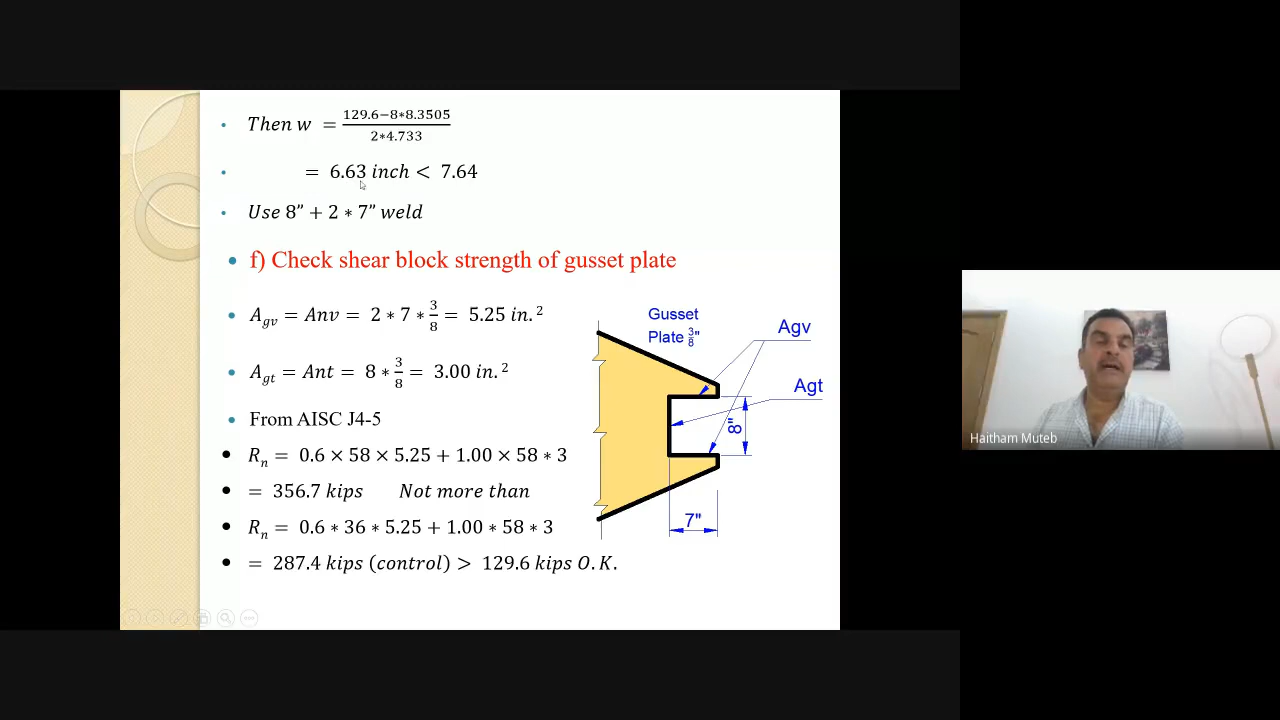 Then w = (129.6−8*8.3505)/(2*4.733)
= 6.63 inch < 7.64
Use 8” + 2 * 7” weld
f) Check shear block strength of gusset plate
A_gv = Anv = 2 * 7 * 3/8 = 5.25 in.²
A_gt = Ant = 8 * 3/8 = 3.00 in.²
From AISC J4-5
R_n = 0.6 × 58 × 5.25 + 1.00 × 58 * 3
= 356.7 kips Not more than
R_n = 0.6 * 36 * 5.25 + 1.00 * 58 * 3
= 287.4 kips (control) > 129.6 kips O.K.
Gusset
Plate 3/8"
Agv
Agt
8"
7"
Haitham Muteb